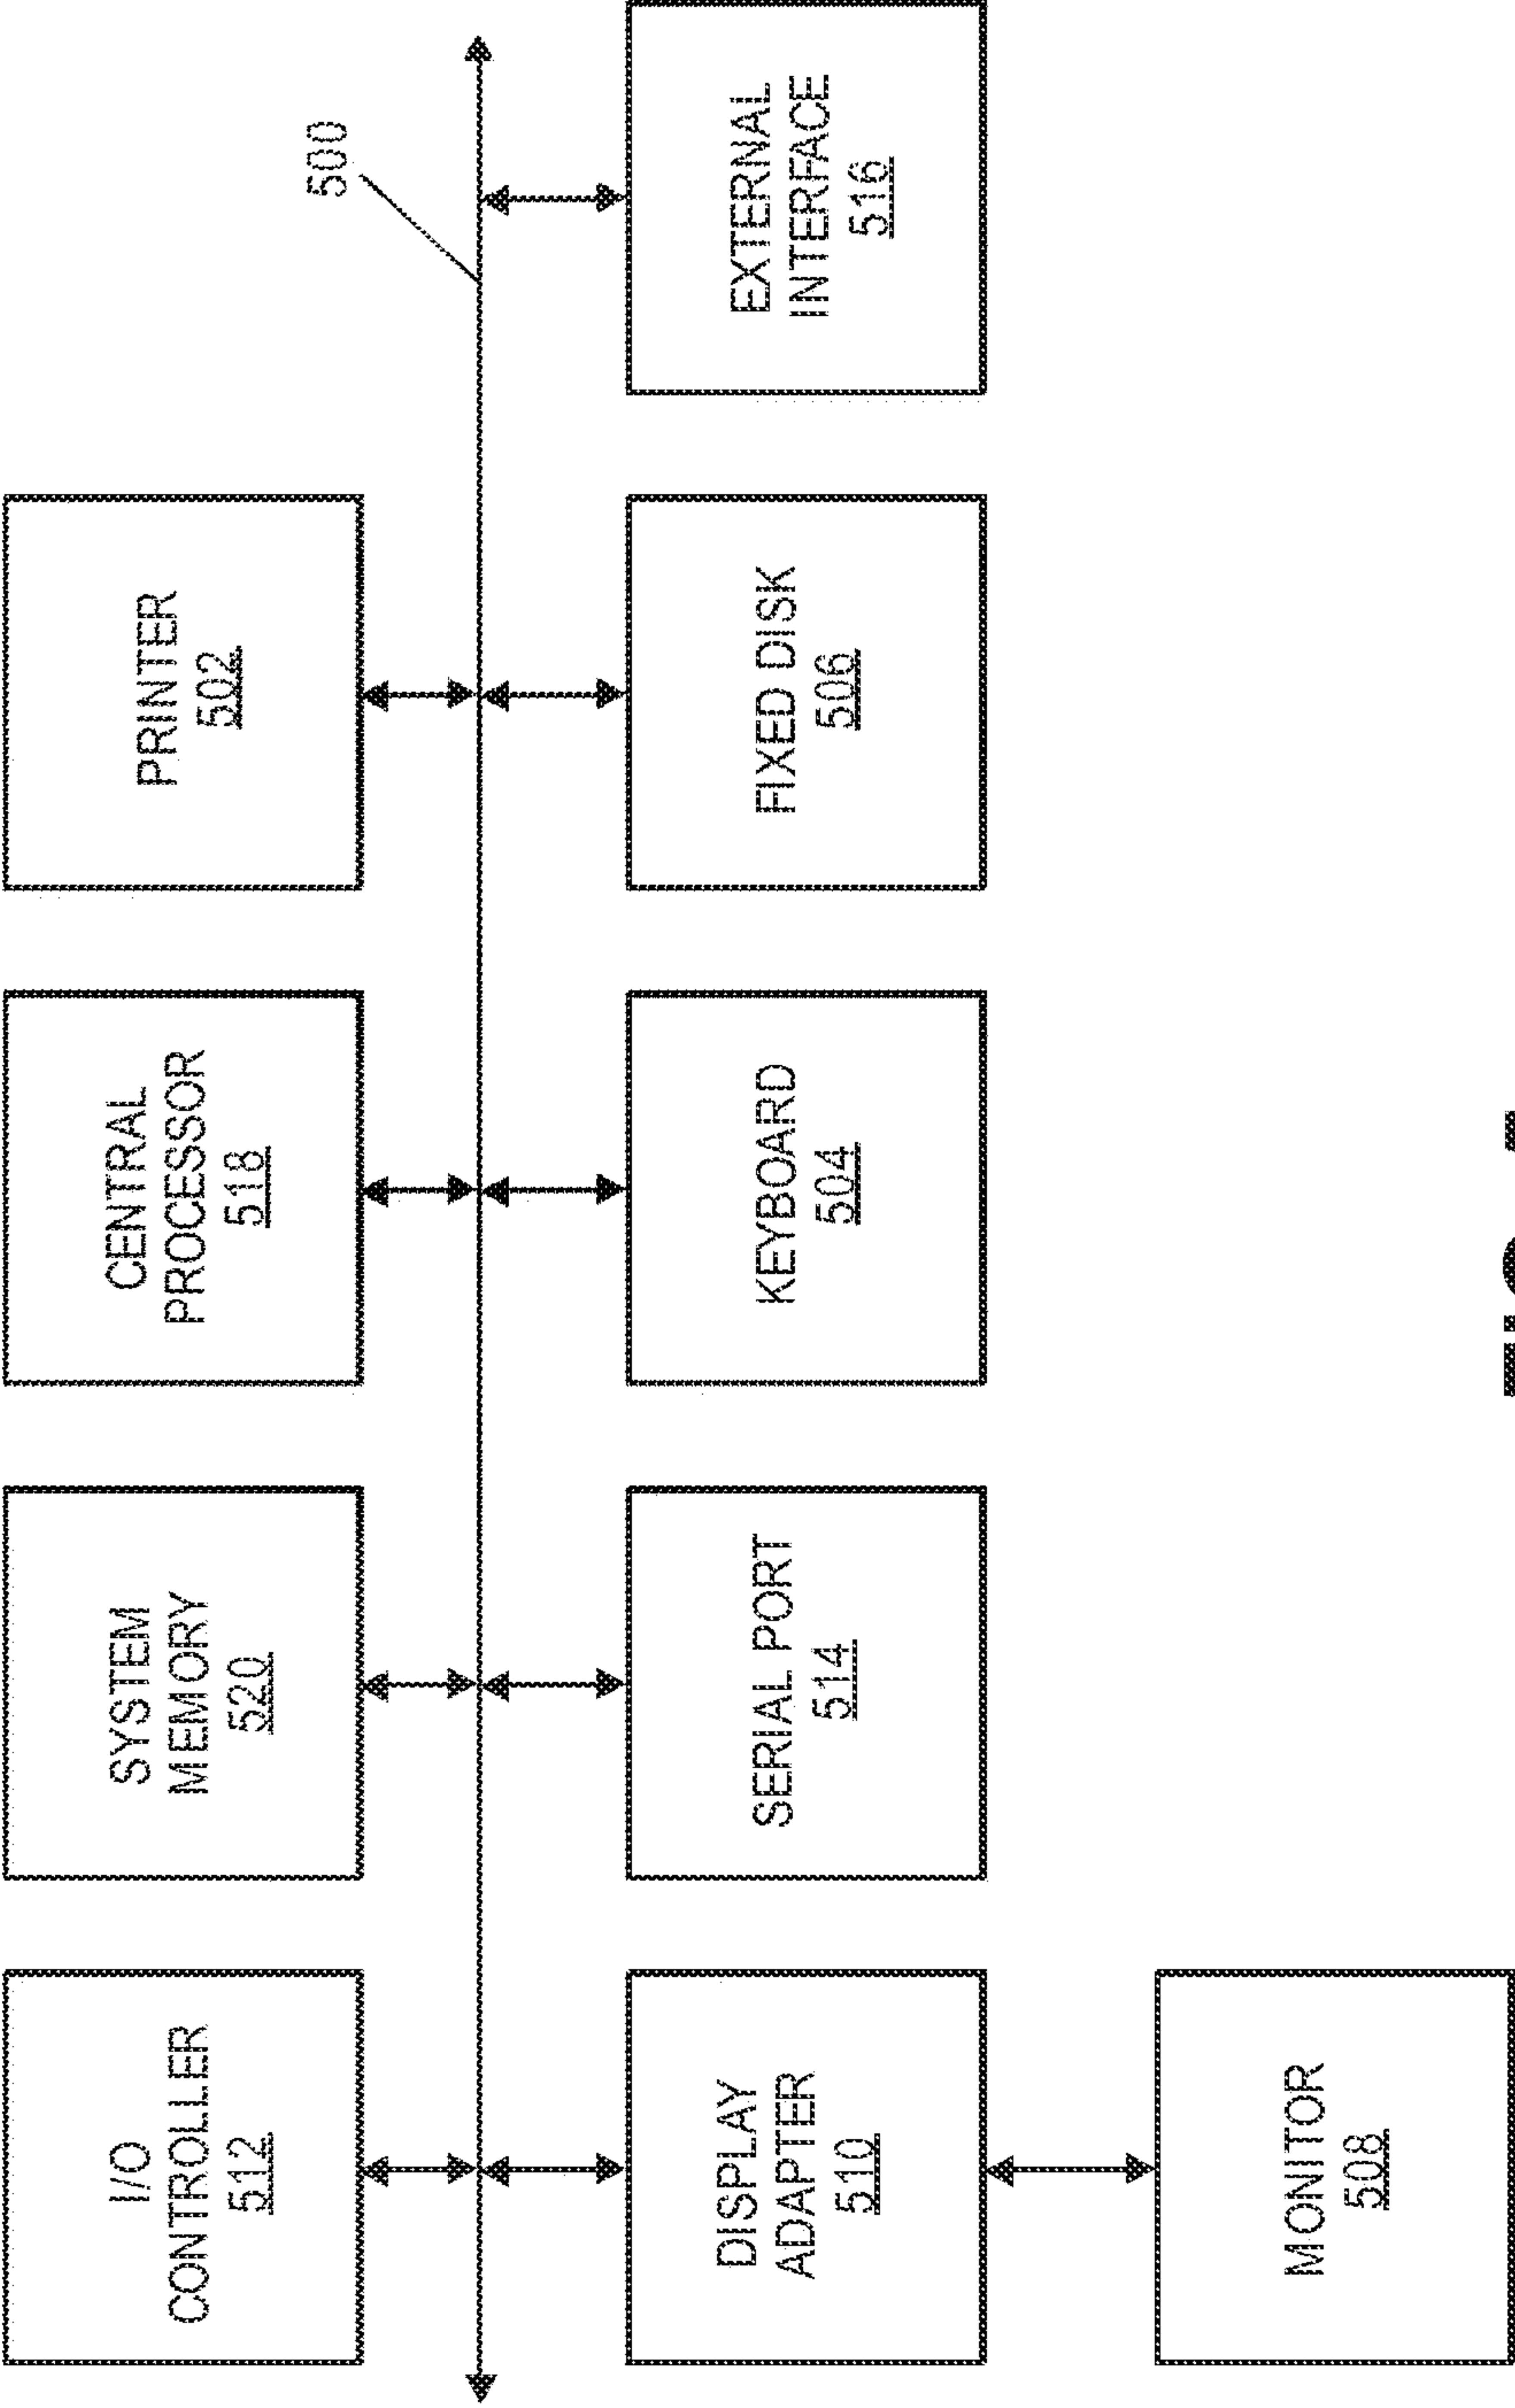 I/O
CONTROLLER
512
SYSTEM
MEMORY
520
CENTRAL
PROCESSOR
518
PRINTER
502
500
DISPLAY
ADAPTER
510
SERIAL PORT
514
KEYBOARD
504
FIXED DISK
506
EXTERNAL
INTERFACE
516
MONITOR
508